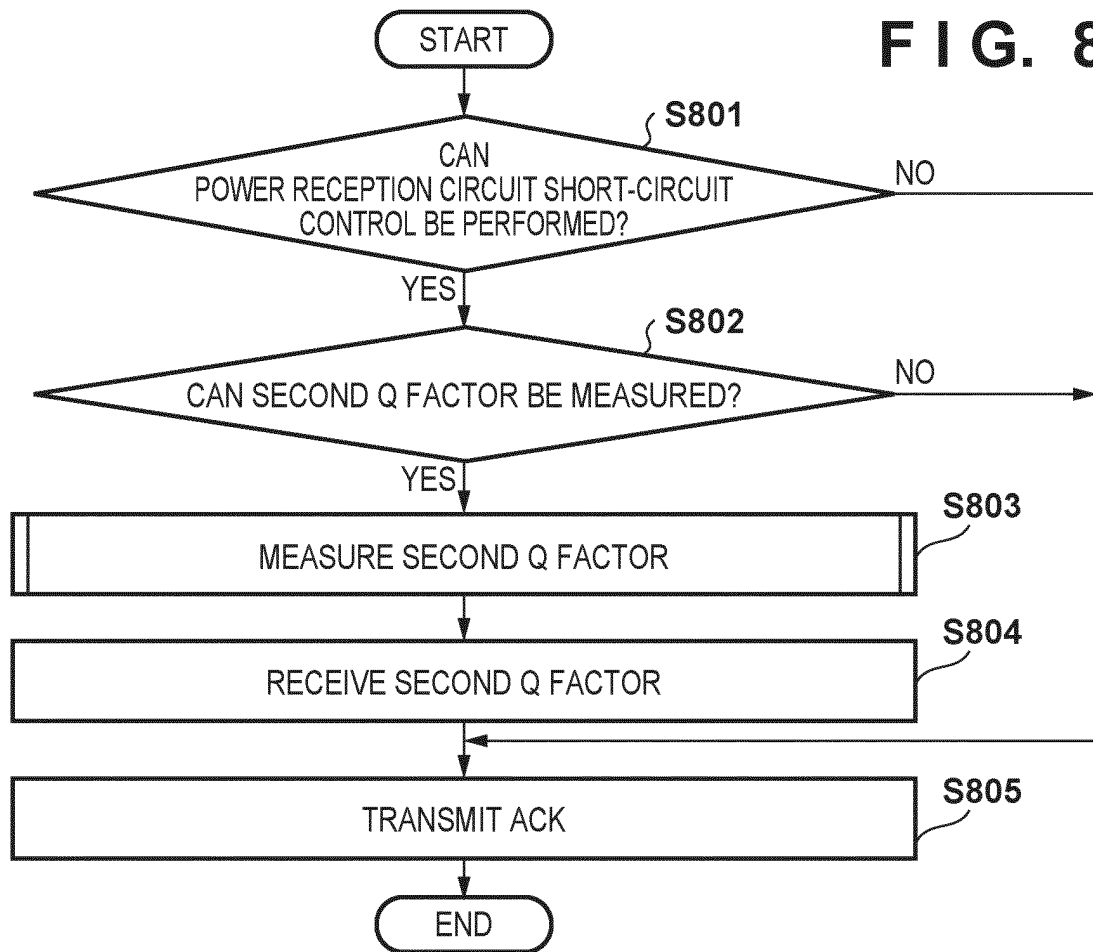 START
FIG. 8
S801
CAN
POWER RECEPTION CIRCUIT SHORT-CIRCUIT
CONTROL BE PERFORMED?
NO
YES
S802
CAN SECOND Q FACTOR BE MEASURED?
NO
YES
S803
MEASURE SECOND Q FACTOR
S804
RECEIVE SECOND Q FACTOR
S805
TRANSMIT ACK
END